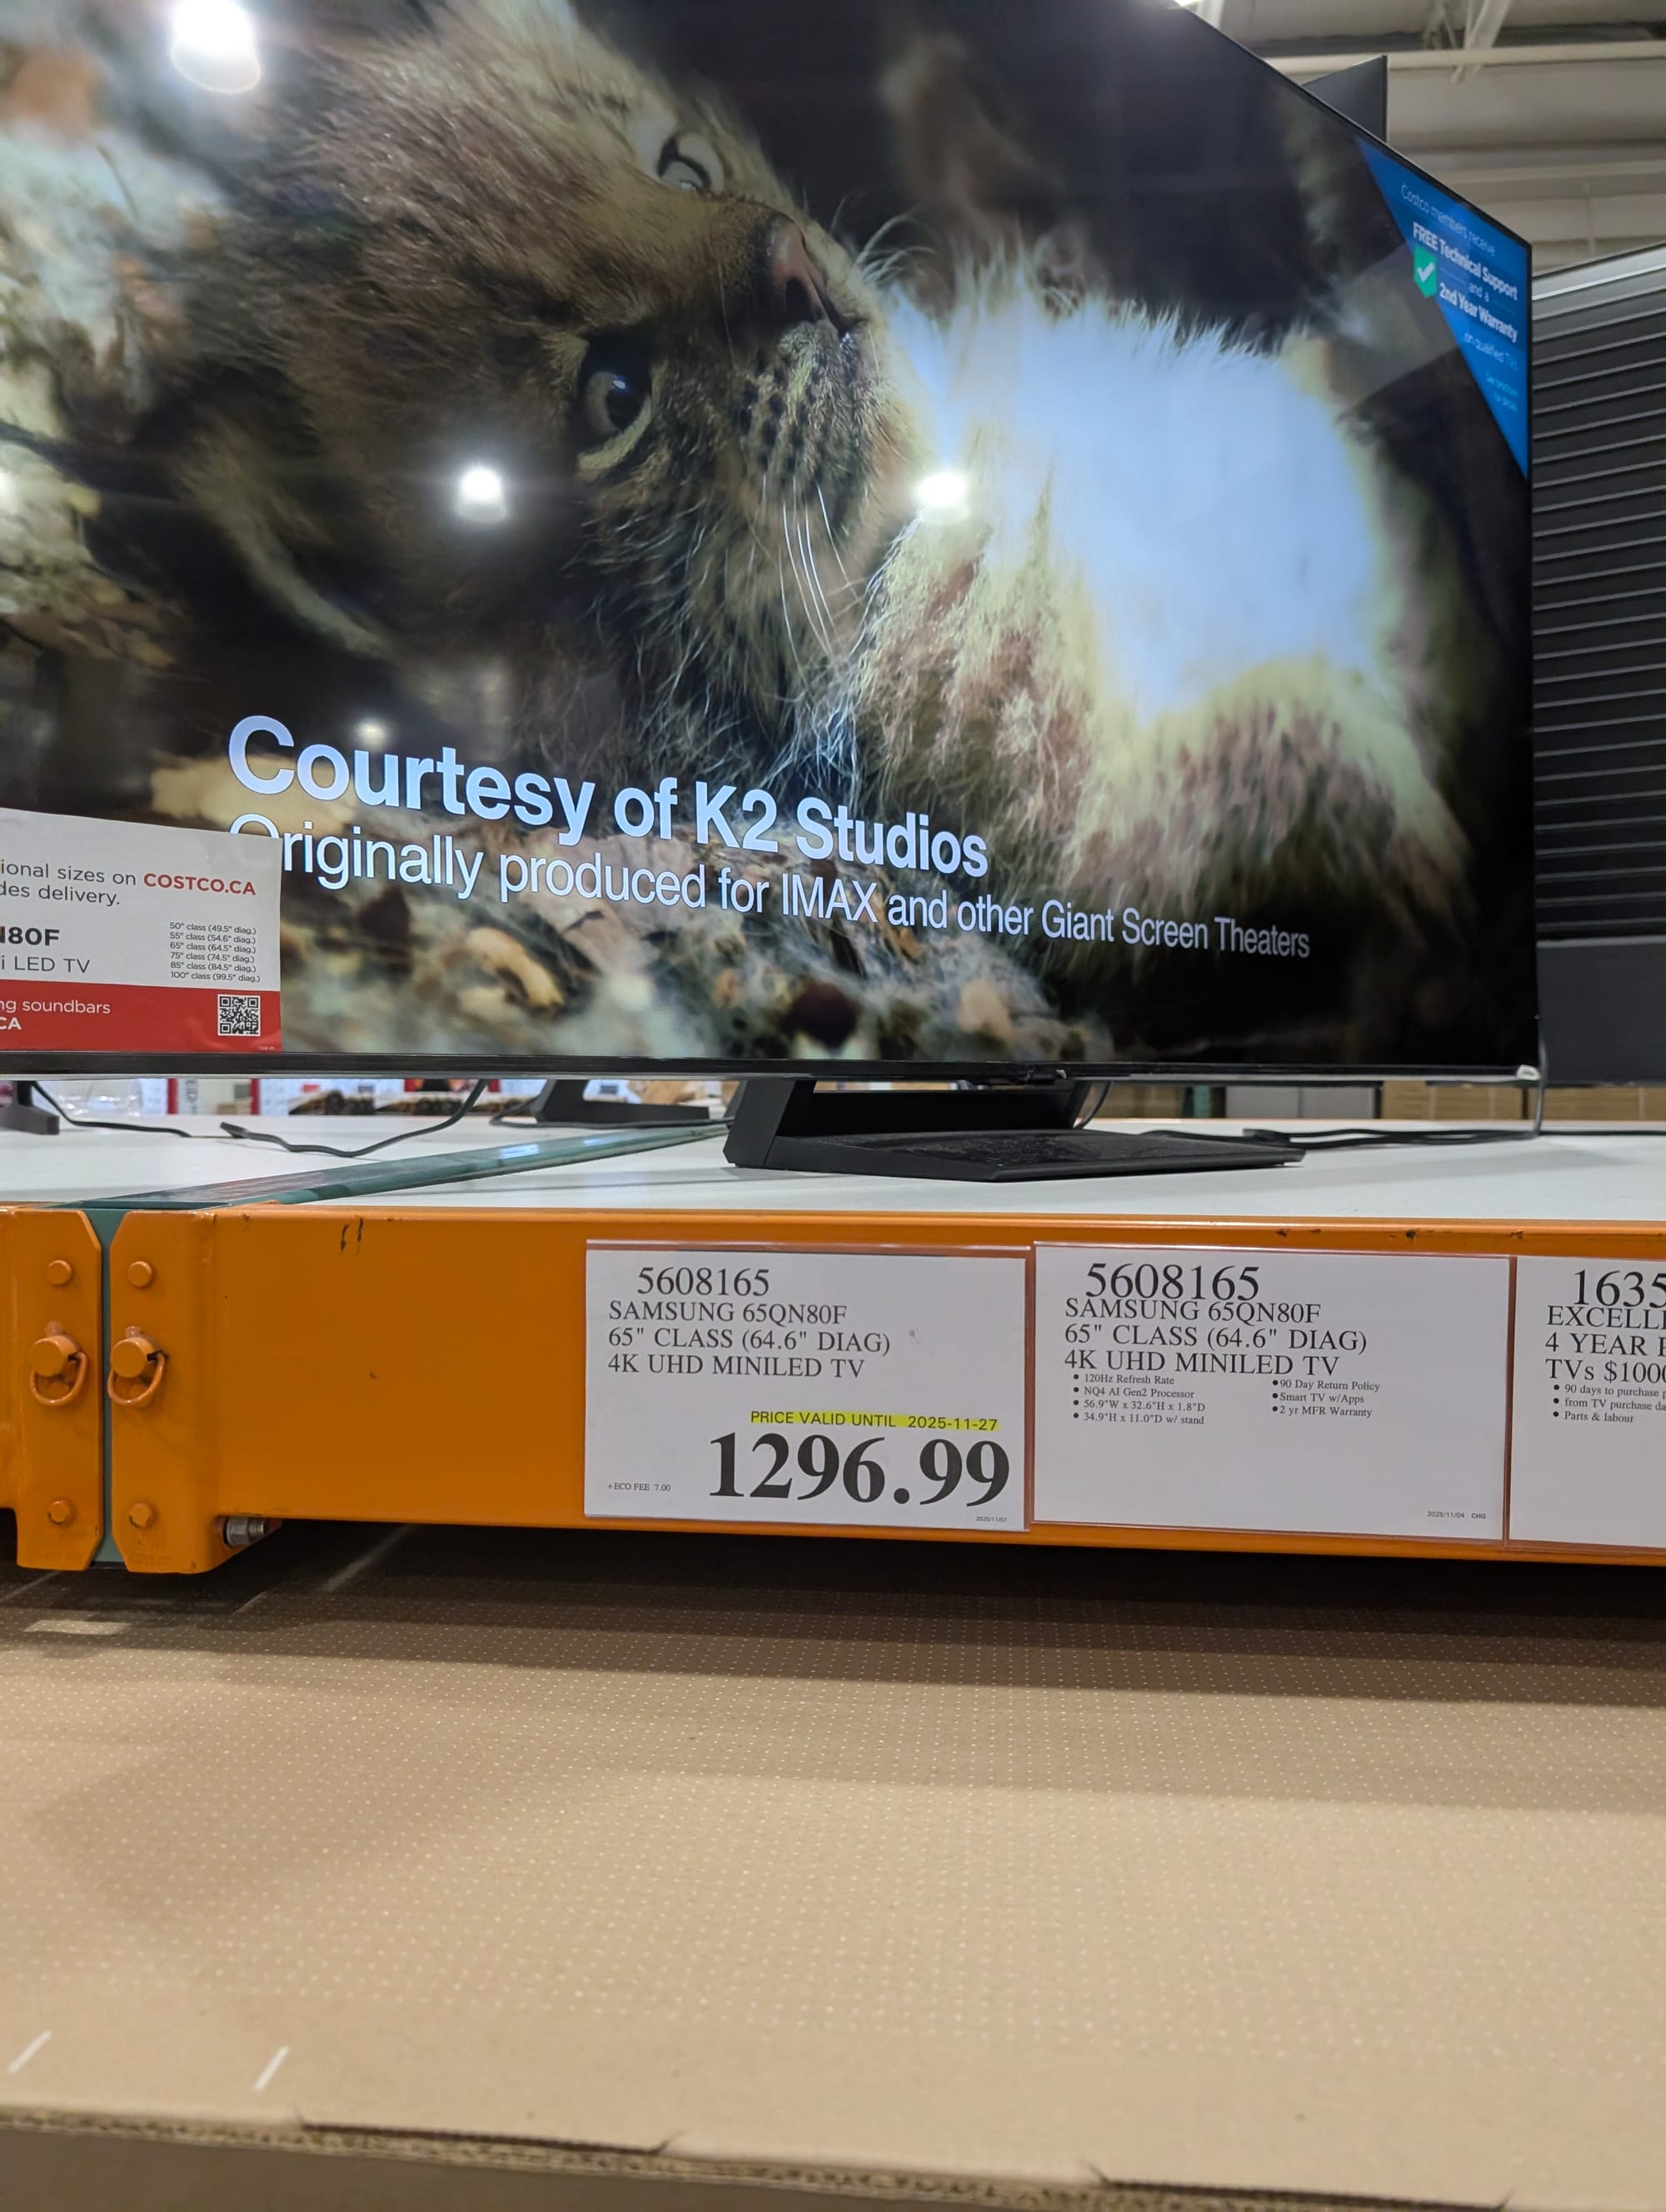 Costco members receive
FREE Technical Support
and a
2nd Year Warranty
on qualified TVs
Courtesy of K2 Studios
Originally produced for IMAX and other Giant Screen Theaters
ional sizes on COSTCO.CA
des delivery.
80F
i LED TV
50" class (49.5" diag.)
55" class (54.6" diag.)
65" class (64.5" diag.)
75" class (74.5" diag.)
85" class (84.5" diag.)
100" class (99.5" diag.)
ng soundbars
CA
5608165
SAMSUNG 65QN80F
65" CLASS (64.6" DIAG)
4K UHD MINILED TV
PRICE VALID UNTIL 2025-11-27
1296.99
+ECO FEE 7.00
2025/11/07
5608165
SAMSUNG 65QN80F
65" CLASS (64.6" DIAG)
4K UHD MINILED TV
• 120Hz Refresh Rate
• NQ4 AI Gen2 Processor
• 56.9"W x 32.6"H x 1.8"D
• 34.9"H x 11.0"D w/ stand
• 90 Day Return Policy
• Smart TV w/Apps
• 2 yr MFR Warranty
2025/11/04 CHG
1635
EXCELL
4 YEAR
TVs $100
• 90 days to purchase
• from TV purchase da
• Parts & labour